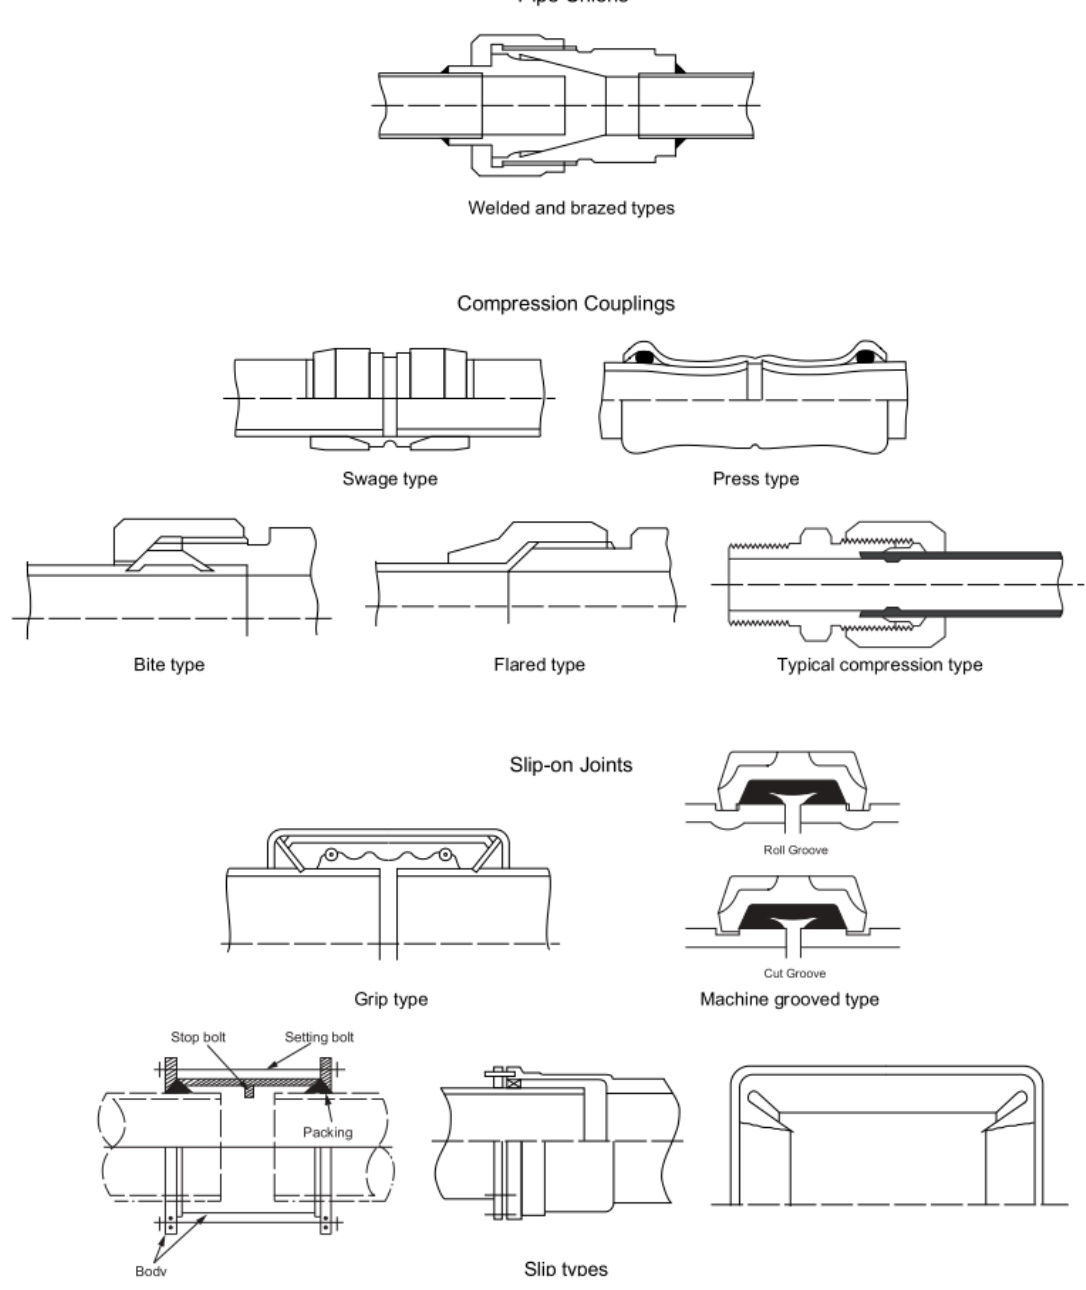 Pipe Unions
Welded and brazed types
Compression Couplings
Swage type
Press type
Bite type
Flared type
Typical compression type
Slip-on Joints
Roll Groove
Cut Groove
Grip type
Machine grooved type
Stop bolt
Setting bolt
Packing
Body
Slip types